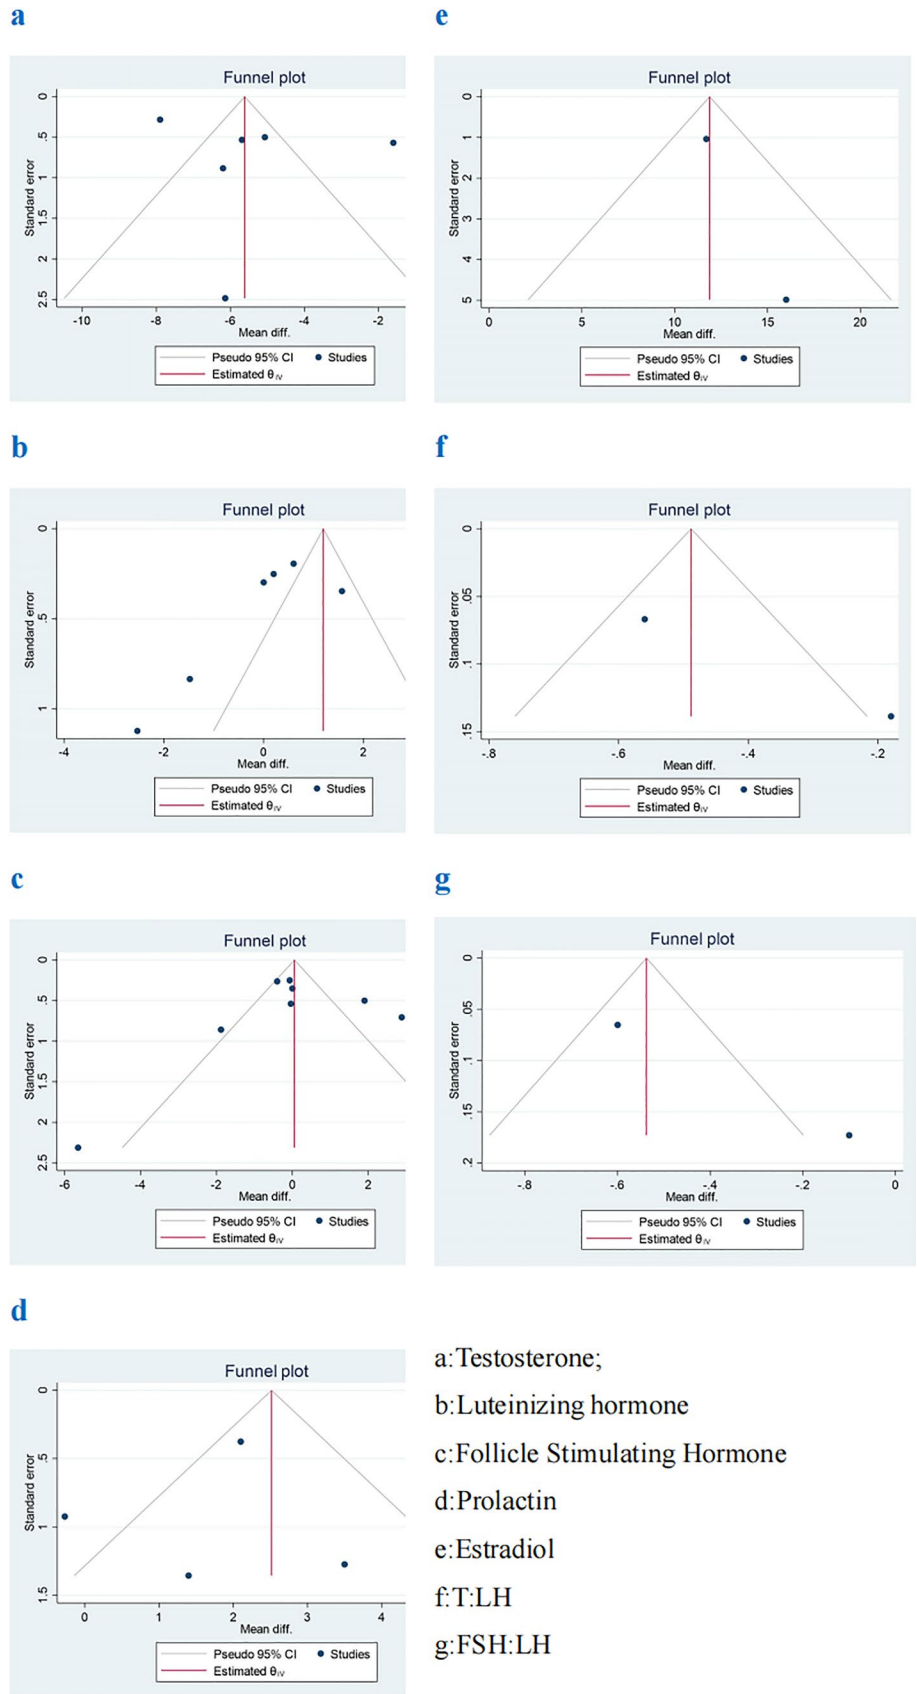 a
Funnel plot
Standard error
0
.5
1
1.5
2
2.5
-10 -8 -6 -4 -2
Mean diff.
Pseudo 95% CI Studies
Estimated θIV
e
Funnel plot
Standard error
0
1
2
3
4
5
0 5 10 15 20
Mean diff.
Pseudo 95% CI Studies
Estimated θIV
b
Funnel plot
Standard error
0
.5
1
-4 -2 0 2
Mean diff.
Pseudo 95% CI Studies
Estimated θIV
f
Funnel plot
Standard error
0
.05
.1
.15
-.8 -.6 -.4 -.2
Mean diff.
Pseudo 95% CI Studies
Estimated θIV
c
Funnel plot
Standard error
0
.5
1
1.5
2
2.5
-6 -4 -2 0 2
Mean diff.
Pseudo 95% CI Studies
Estimated θIV
g
Funnel plot
Standard error
0
.05
.1
.15
.2
-.8 -.6 -.4 -.2 0
Mean diff.
Pseudo 95% CI Studies
Estimated θIV
d
Funnel plot
Standard error
0
.5
1
1.5
0 1 2 3 4
Mean diff.
Pseudo 95% CI Studies
Estimated θIV
a:Testosterone;
b:Luteinizing hormone
c:Follicle Stimulating Hormone
d:Prolactin
e:Estradiol
f:T:LH
g:FSH:LH